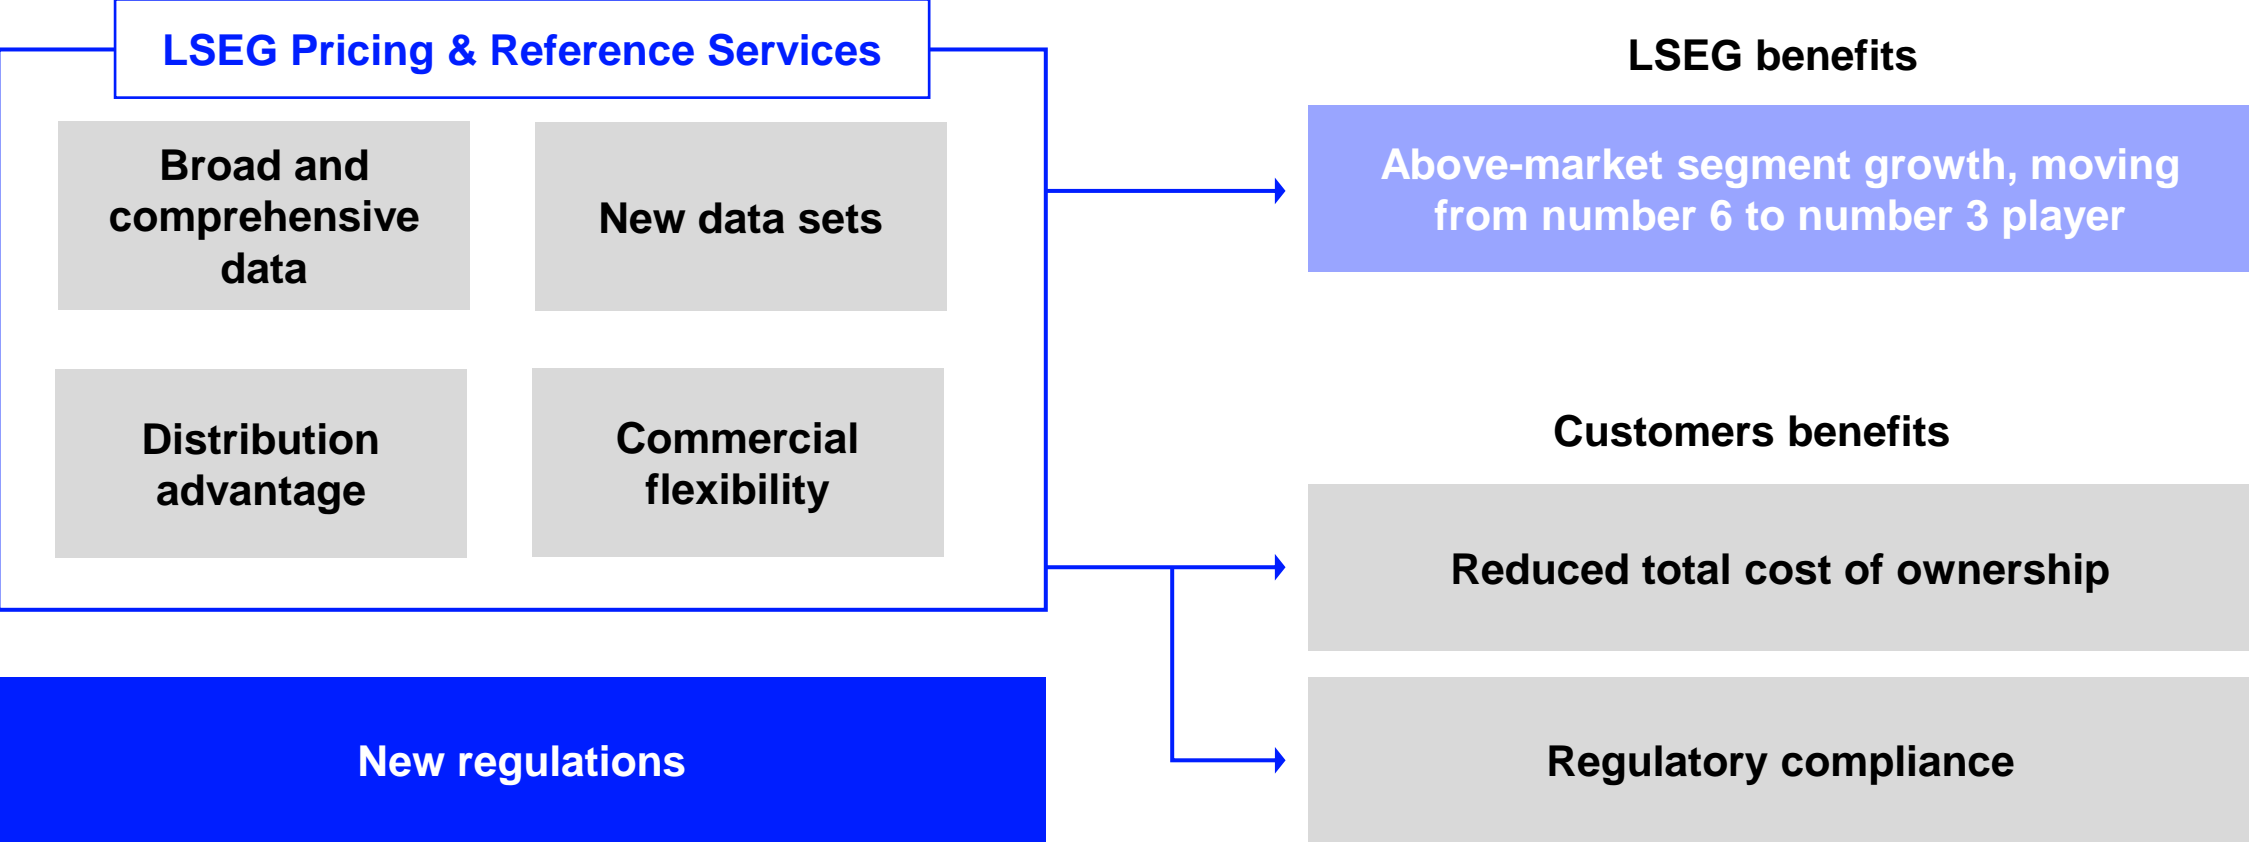 LSEG Pricing & Reference Services
Broad and
comprehensive
data
New data sets
Distribution
advantage
Commercial
flexibility
New regulations
LSEG benefits
Above-market segment growth, moving
from number 6 to number 3 player
Customers benefits
Reduced total cost of ownership
Regulatory compliance